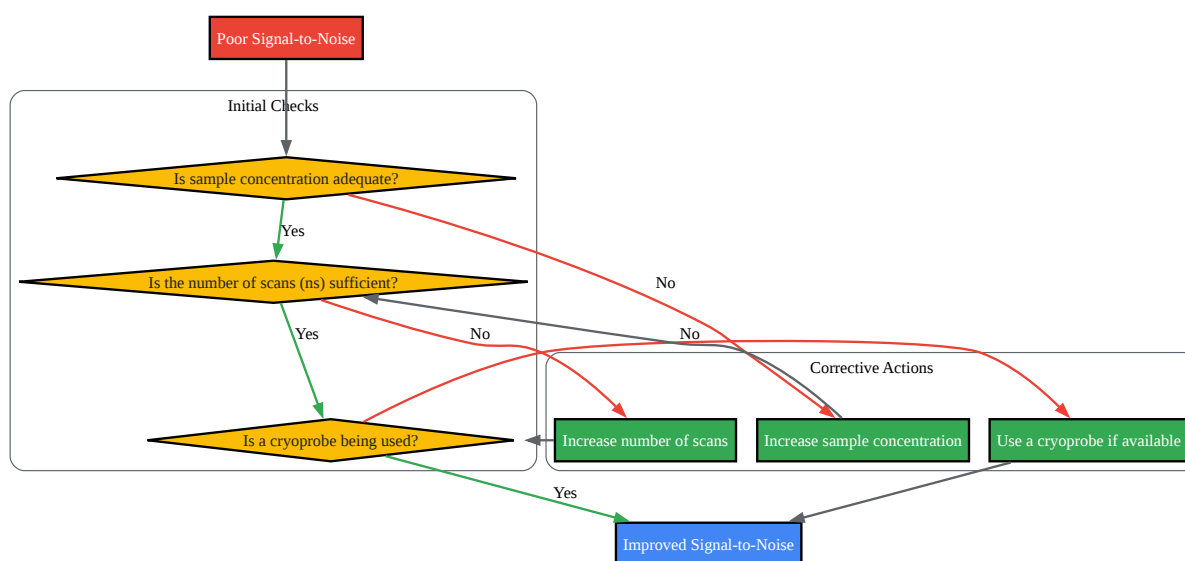 Poor Signal-to-Noise
Initial Checks
Is sample concentration adequate?
Yes
Is the number of scans (ns) sufficient?
No
Yes
No
No
Corrective Actions
Is a cryoprobe being used?
Increase number of scans
Increase sample concentration
Use a cryoprobe if available
Yes
Improved Signal-to-Noise